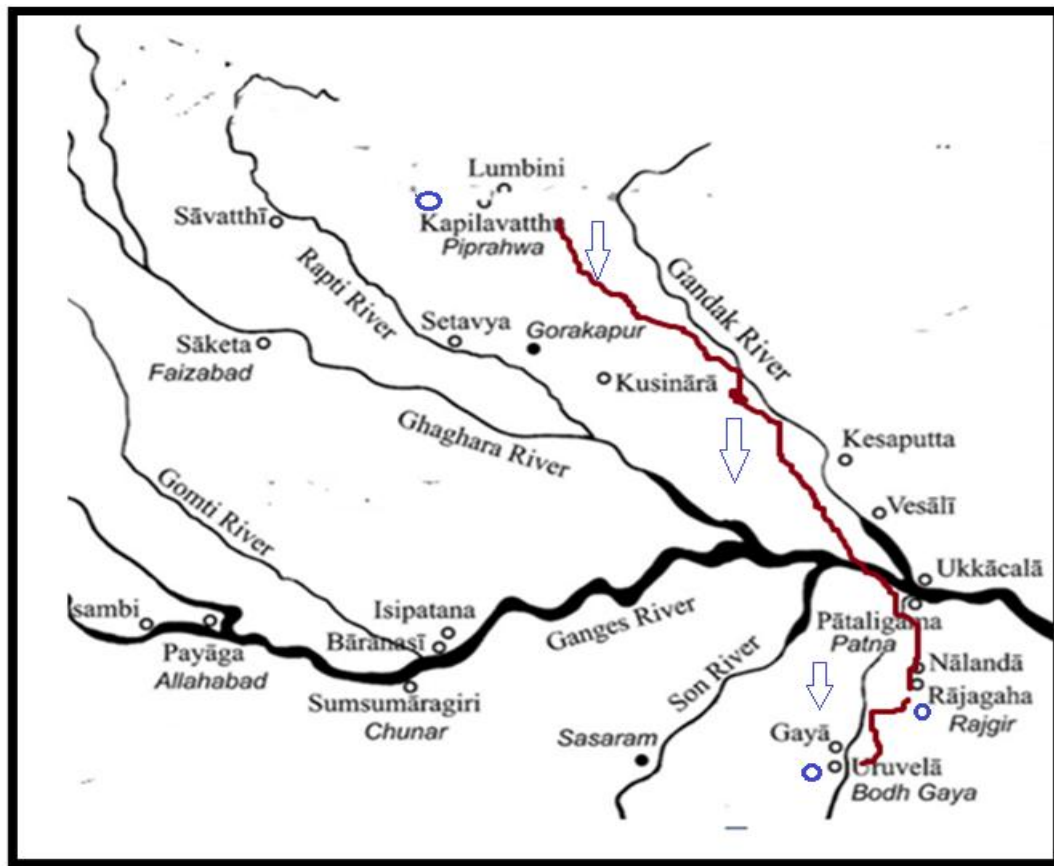 Lumbini
Sāvatthī
Kapilavatthu
Piprahwa
Rapti River
Gandak River
Setavya
Gorakapur
Sāketa
Faizabad
Kusinārā
Ghaghara River
Kesaputta
Gomti River
Vesālī
Ukkācalā
sambi
Isipatana
Ganges River
Pātaligāma
Patna
Payāga
Allahabad
Bārānasī
Son River
Nālandā
Rājagaha
Rajgir
Sumsumāragiri
Chunar
Sasaram
Gayā
Uruvelā
Bodh Gaya